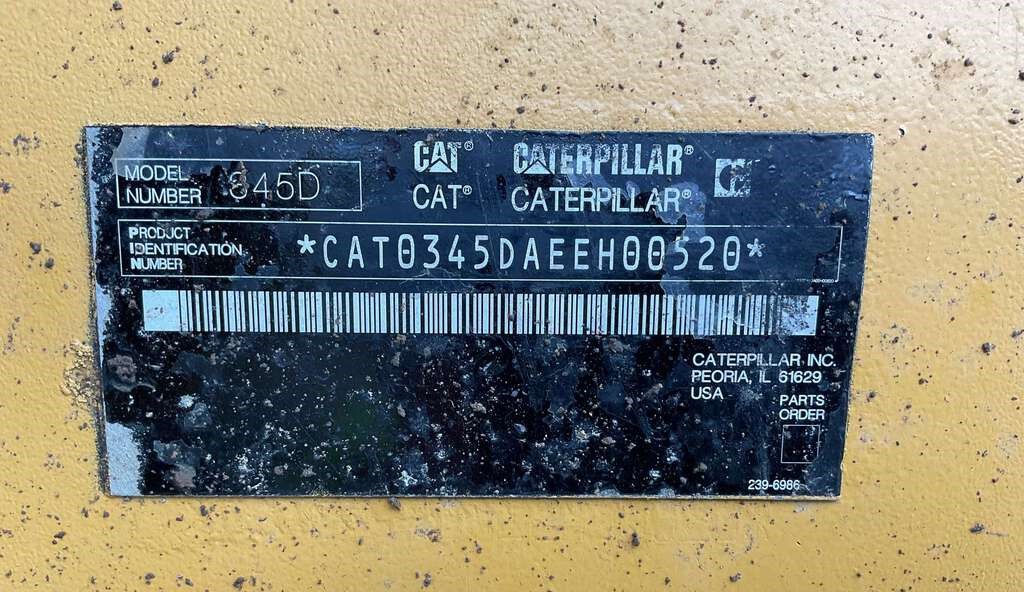 MODEL
NUMBER 345D
CAT® CATERPILLAR®
CAT® CATERPILLAR®
PRODUCT
IDENTIFICATION
NUMBER
*CAT0345DAEEH00520*
CATERPILLAR INC.
PEORIA, IL 61629
USA
PARTS
ORDER
239-6986